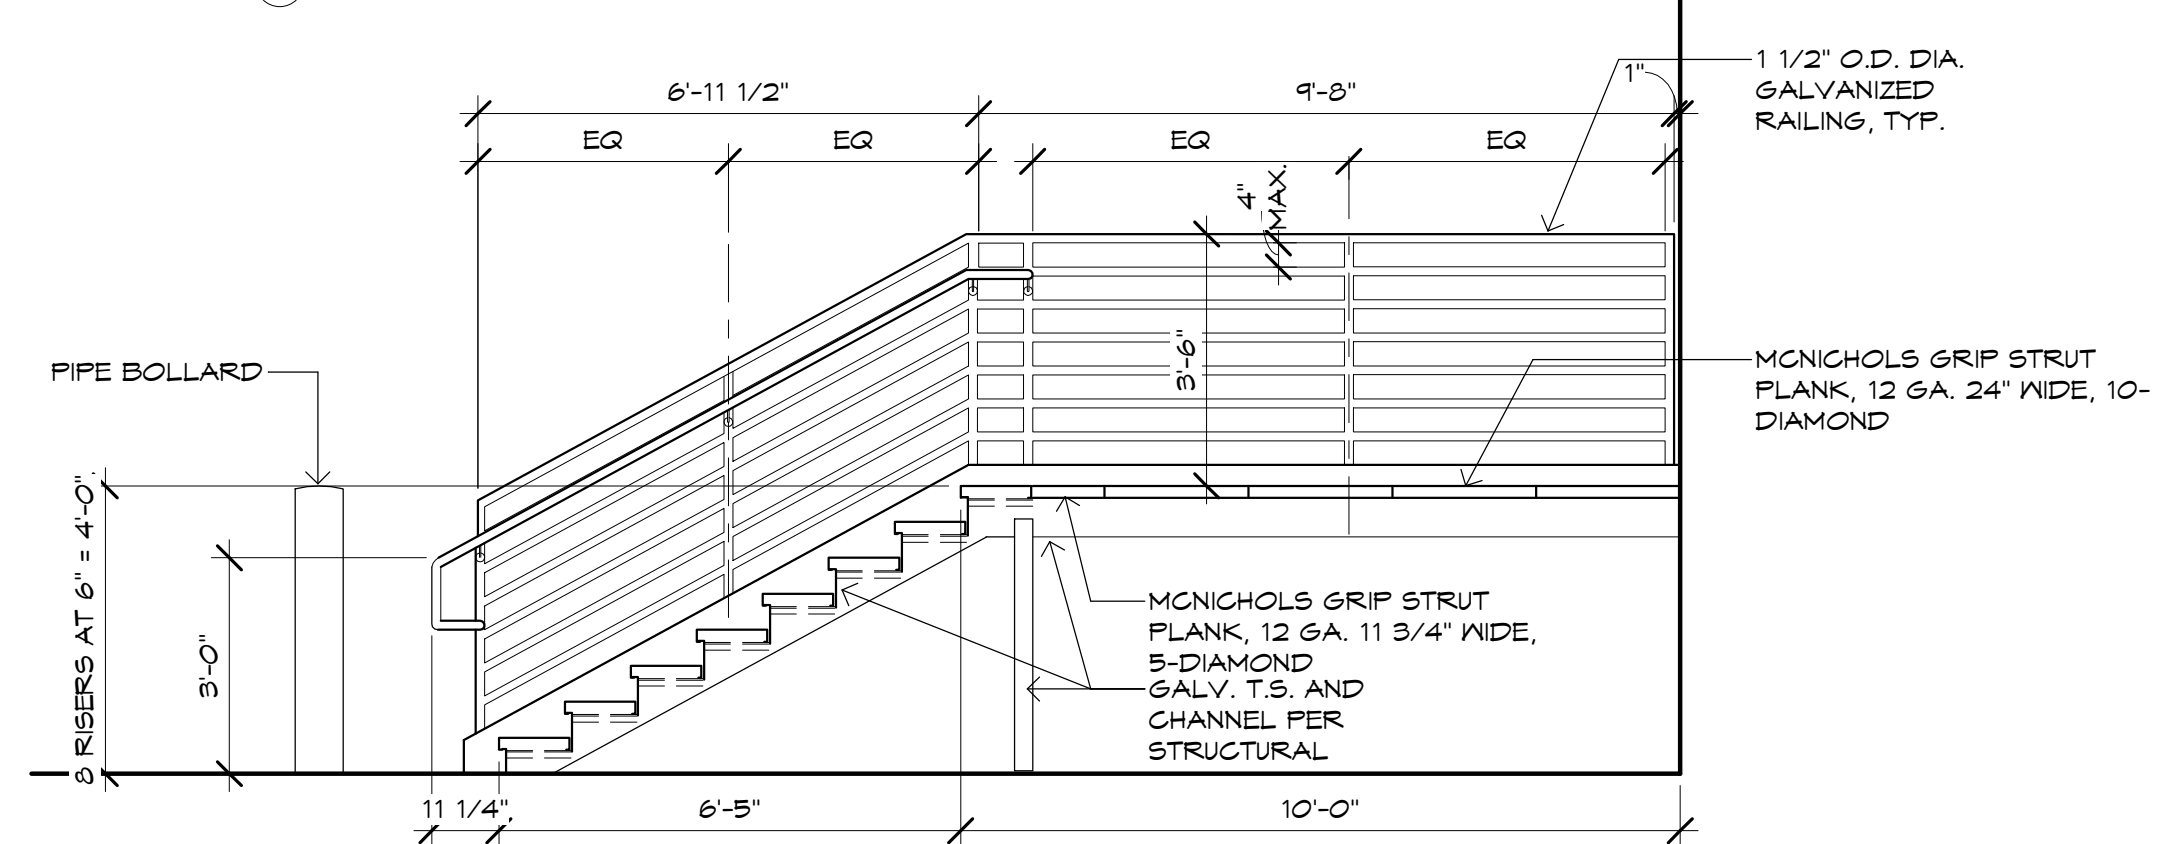 1 1/2" O.D. DIA.
GALVANIZED
RAILING, TYP.
1"
6'-11 1/2"
9'-8"
EQ
EQ
EQ
EQ
4"
MAX.
3'-6"
PIPE BOLLARD
MCNICHOLS GRIP STRUT
PLANK, 12 GA. 24" WIDE, 10-
DIAMOND
8 RISERS AT 6" = 4'-0"
3'-0"
MCNICHOLS GRIP STRUT
PLANK, 12 GA. 11 3/4" WIDE,
5-DIAMOND
GALV. T.S. AND
CHANNEL PER
STRUCTURAL
11 1/4"
6'-5"
10'-0"